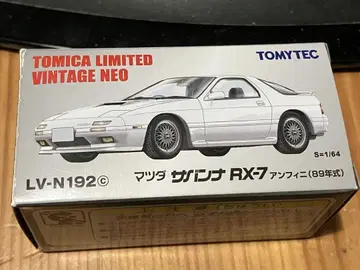 TOMICA LIMITED
VINTAGE NEO
TOMYTEC
S=1/64
LV-N192ⓒ
マツダ サバンナ RX-7 アンフィニ(89年式)